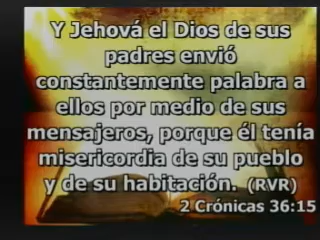 Y Jehová el Dios de sus
padres envió
constantemente palabra a
ellos por medio de sus
mensajeros, porque él tenía
misericordia de su pueblo
y de su habitación. (RVR)
2 Crónicas 36:15